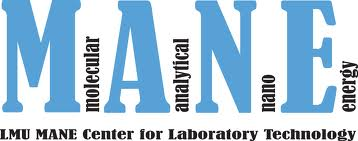 MANE
molecular
analytical
nano
energy
LMU MANE Center for Laboratory Technology